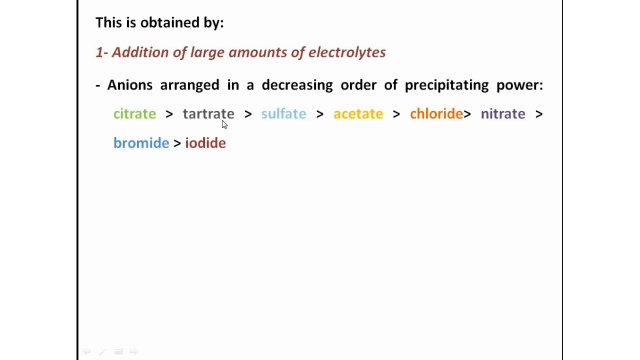 This is obtained by:
1- Addition of large amounts of electrolytes
- Anions arranged in a decreasing order of precipitating power:
citrate > tartrate > sulfate > acetate > chloride> nitrate >
bromide > iodide